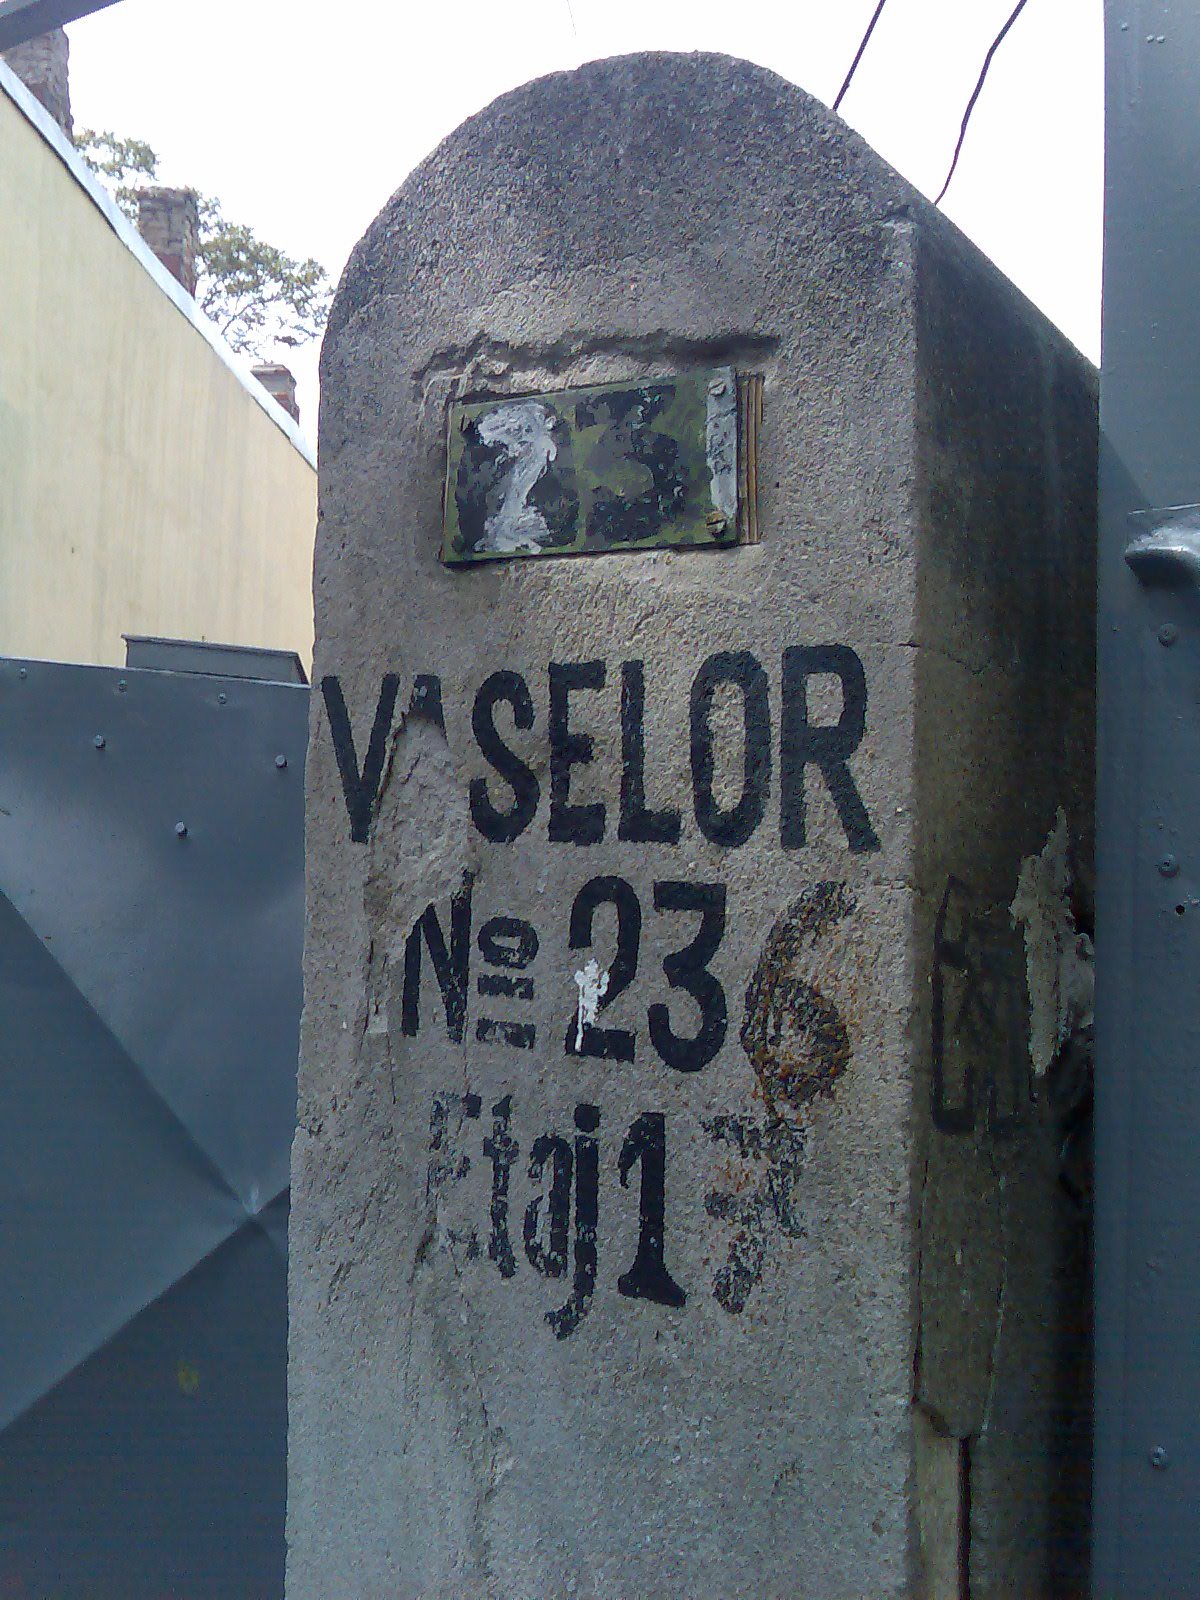 23
VASELOR
No 23
Etaj 1